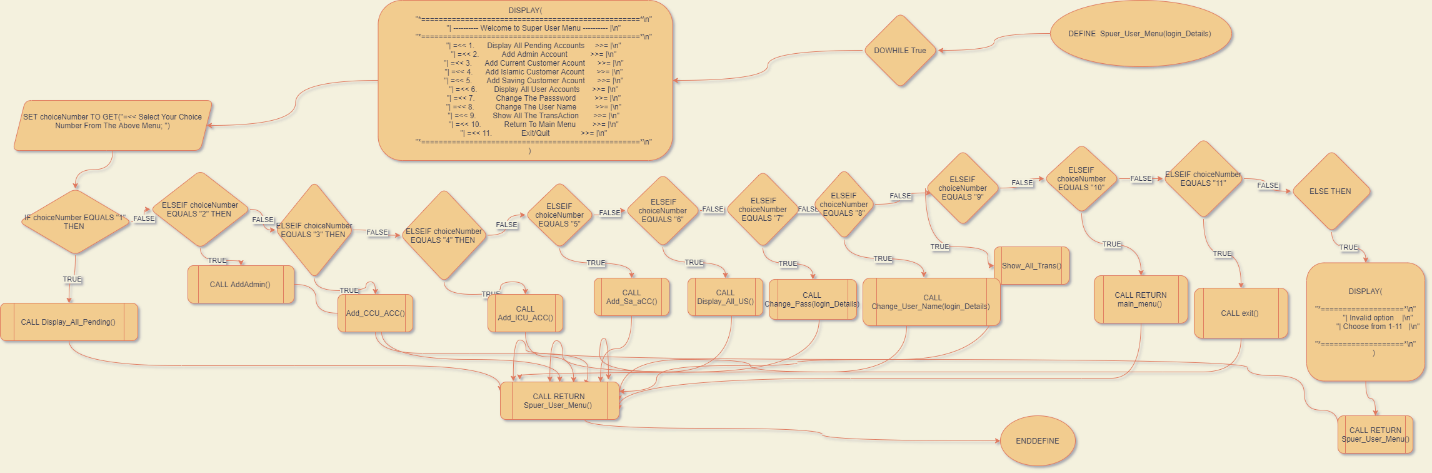 DEFINE Spuer_User_Menu(login_Details)
DOWHILE True
DISPLAY(
"*==================================================*\n"
"| ---------- Welcome to Super User Menu ---------- |\n"
"*==================================================*\n"
"| =<< 1. Display All Pending Accounts >>= |\n"
"| =<< 2. Add Admin Account >>= |\n"
"| =<< 3. Add Current Customer Acount >>= |\n"
"| =<< 4. Add Islamic Customer Acount >>= |\n"
"| =<< 5. Add Saving Customer Acount >>= |\n"
"| =<< 6. Display All User Accounts >>= |\n"
"| =<< 7. Change The Passsword >>= |\n"
"| =<< 8. Change The User Name >>= |\n"
"| =<< 9. Show All The TransAction >>= |\n"
"| =<< 10. Return To Main Menu >>= |\n"
"| =<< 11. Exit/Quit >>= |\n"
"*==================================================*\n"
)
SET choiceNumber TO GET("=<<< Select Your Choice
Number From The Above Menu; ")
IF choiceNumber EQUALS "1"
THEN
FALSE
ELSEIF choiceNumber
EQUALS "2" THEN
FALSE
ELSEIF choiceNumber
EQUALS "3" THEN
FALSE
ELSEIF choiceNumber
EQUALS "4" THEN
FALSE
ELSEIF
choiceNumber
EQUALS "5"
FALSE
ELSEIF
choiceNumber
EQUALS "6"
FALSE
ELSEIF
choiceNumber
EQUALS "7"
FALSE
ELSEIF
choiceNumber
EQUALS "8"
FALSE
ELSEIF
choiceNumber
EQUALS "9"
FALSE
ELSEIF
choiceNumber
EQUALS "10"
FALSE
ELSEIF choiceNumber
EQUALS "11"
FALSE
ELSE THEN
TRUE
TRUE
TRUE
TRUE
TRUE
TRUE
TRUE
TRUE
TRUE
TRUE
TRUE
TRUE
CALL Display_All_Pending()
CALL AddAdmin()
Add_CCU_ACC()
CALL
Add_ICU_ACC()
CALL
Add_Sa_aCC()
CALL
Display_All_US()
CALL
Change_Pass(login_Details)
CALL
Change_User_Name(login_Details)
Show_All_Trans()
CALL RETURN
main_menu()
CALL exit()
DISPLAY(
"*===================*\n"
"| Invalid option |\n"
"| Choose from 1-11 |\n"
"*===================*\n"
)
CALL RETURN
Spuer_User_Menu()
CALL RETURN
Spuer_User_Menu()
ENDDEFINE